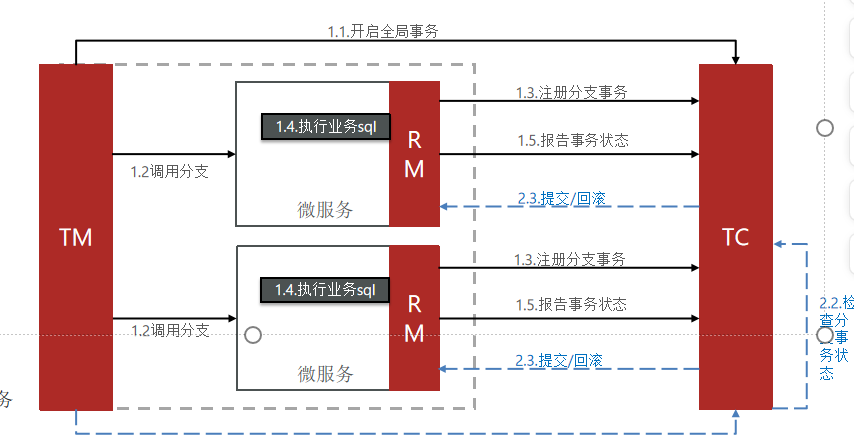 1.1.开启全局事务
TM
1.2调用分支
1.4.执行业务sql
微服务
RM
1.3.注册分支事务
1.5.报告事务状态
2.3.提交/回滚
TC
1.2调用分支
1.4.执行业务sql
微服务
RM
1.3.注册分支事务
1.5.报告事务状态
2.3.提交/回滚
2.2.检
查分
事
务状
态
务